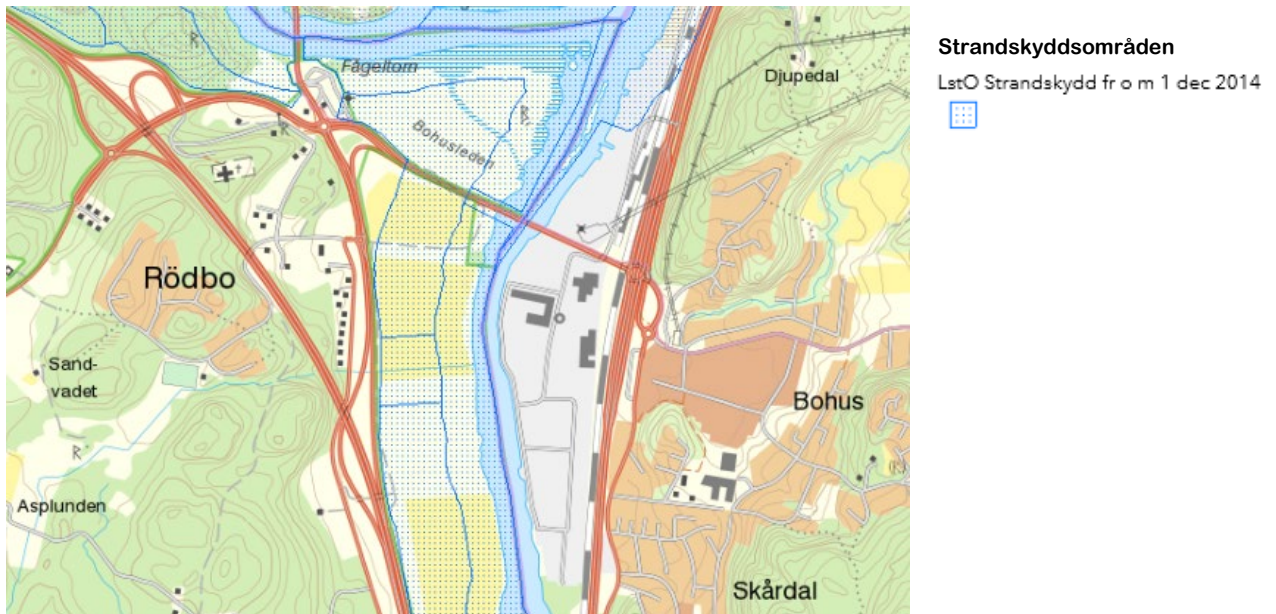 Fågeltorn
Djupedal
Bohusleden
R
R
R
Rödbo
Sand-
vadet
Bohus
R
(R)
Asplunden
Skårdal
Strandskyddsområden
LstO Strandskydd fr o m 1 dec 2014